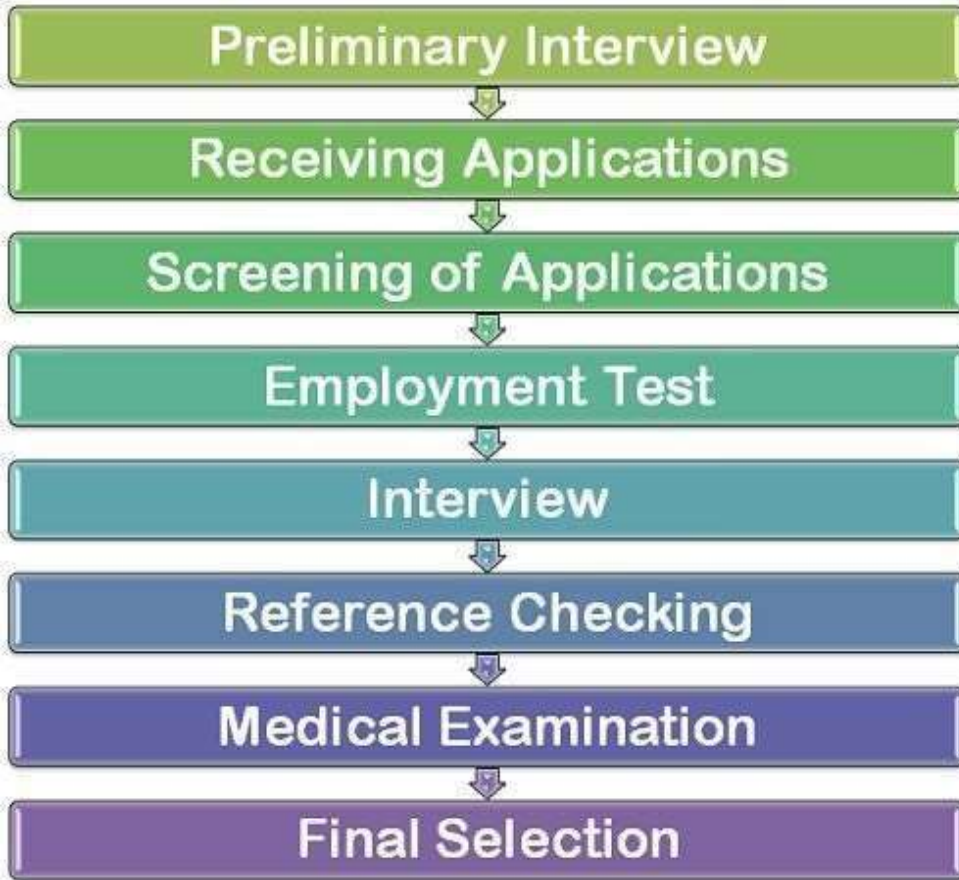 Preliminary Interview
Receiving Applications
Screening of Applications
Employment Test
Interview
Reference Checking
Medical Examination
Final Selection